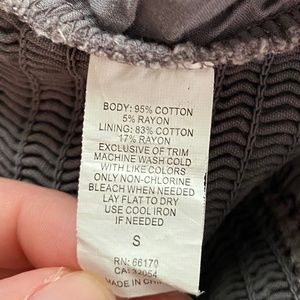 BODY: 95% COTTON
5% RAYON
LINING: 83% COTTON
17% RAYON
EXCLUSIVE OF TRIM
MACHINE WASH COLD
WITH LIKE COLORS
ONLY NON-CHLORINE
BLEACH WHEN NEEDED
LAY FLAT TO DRY
USE COOL IRON
IF NEEDED
S
RN: 66170
CA: 32054
MADE IN